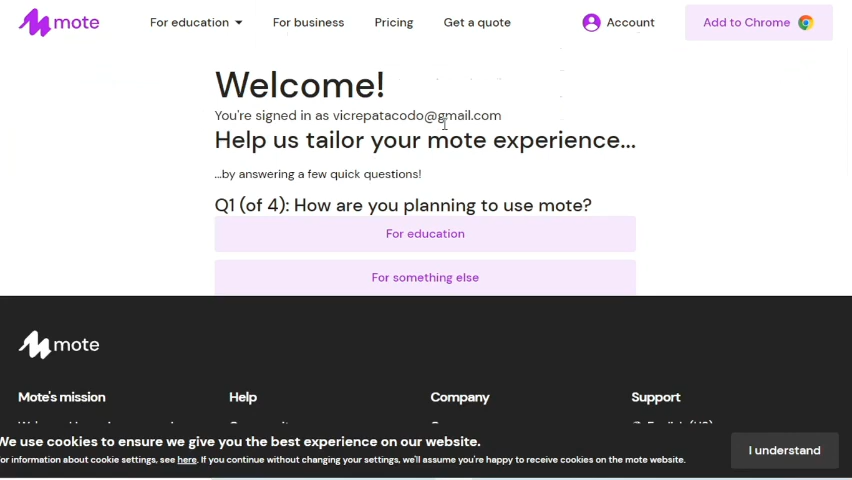 mote
For education
For business
Pricing
Get a quote
Account
Add to Chrome
Welcome!
You're signed in as vicrepatacodo@gmail.com
Help us tailor your mote experience...
...by answering a few quick questions!
Q1 (of 4): How are you planning to use mote?
For education
For something else
mote
Mote's mission
Help
Company
Support
We use cookies to ensure we give you the best experience on our website.
For information about cookie settings, see here. If you continue without changing your settings, we'll assume you're happy to receive cookies on the mote website.
I understand